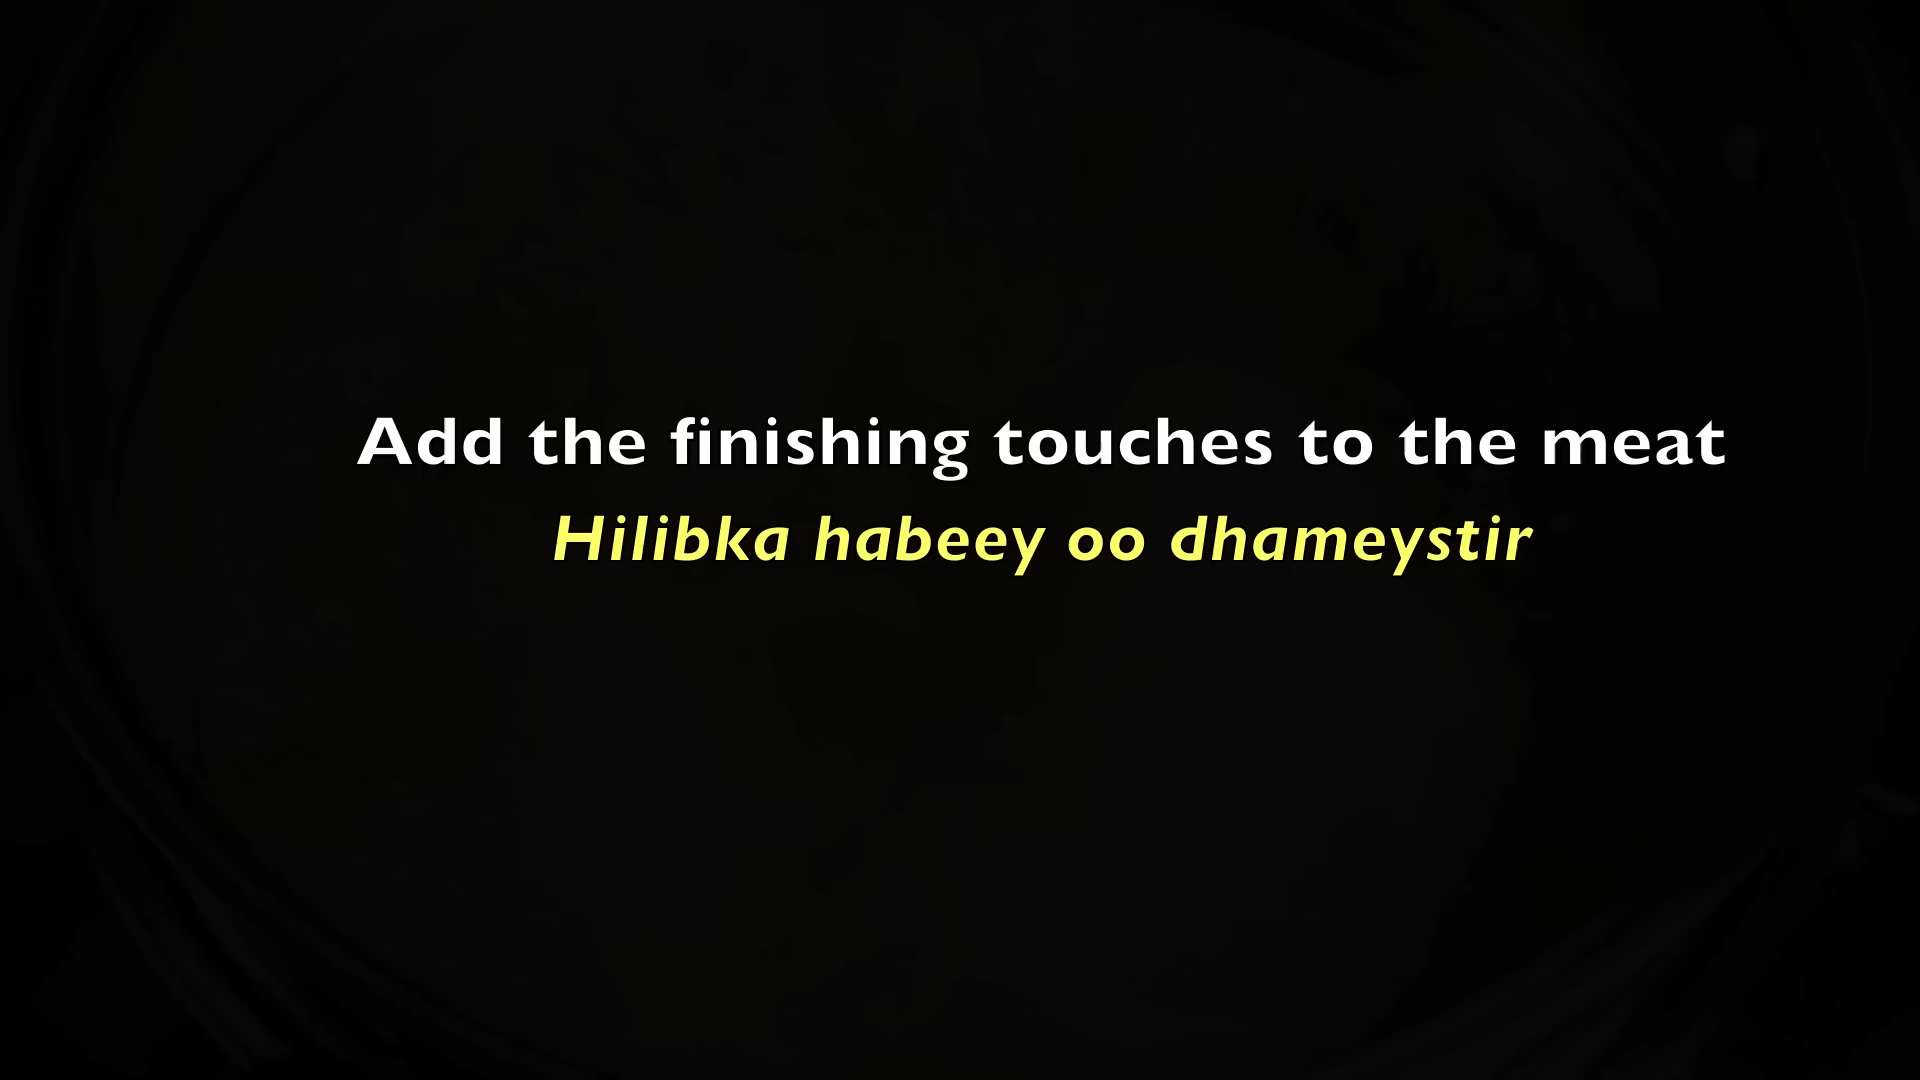 Add the finishing touches to the meat
Hilibka habeey oo dhameystir